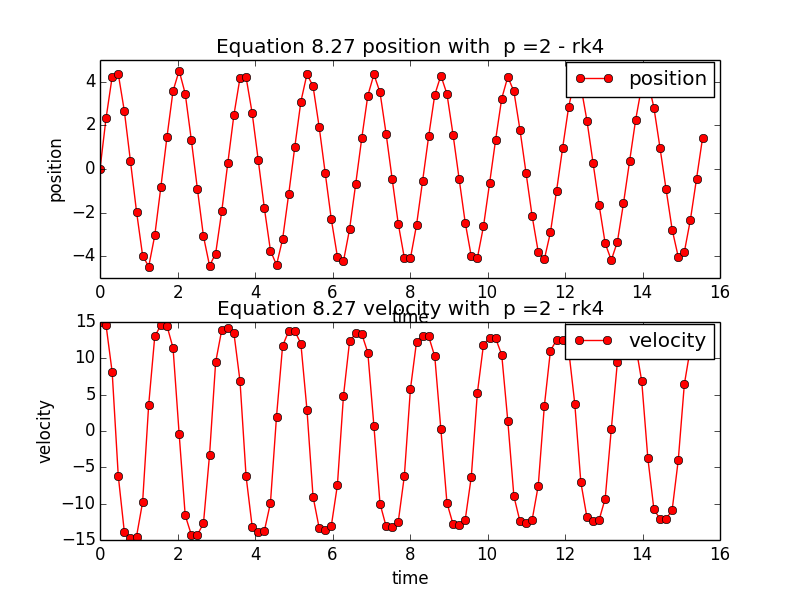 Equation 8.27 position with  p =2 - rk4
position
4
2
0
−2
−4
position
0 2 4 6 8 10 12 14 16
time
Equation 8.27 velocity with  p =2 - rk4
velocity
15
10
5
0
−5
−10
−15
velocity
0 2 4 6 8 10 12 14 16
time